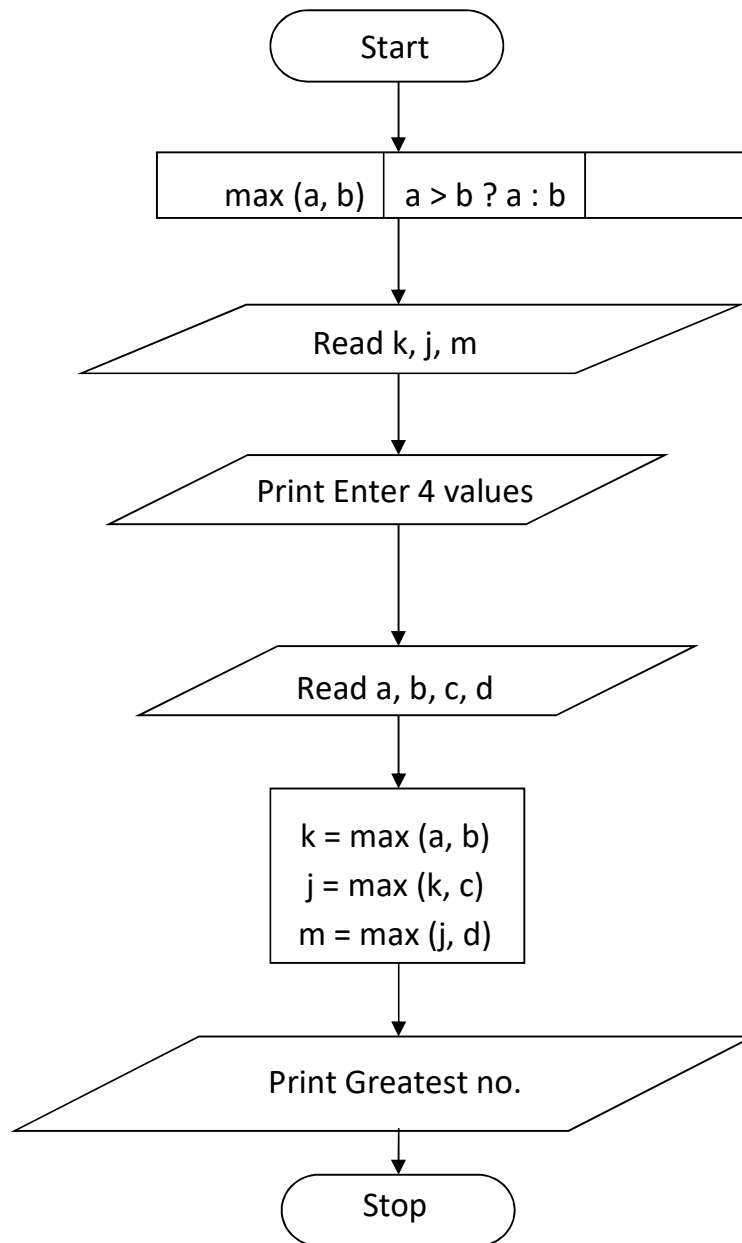 Start
max (a, b) a > b ? a : b
Read k, j, m
Print Enter 4 values
Read a, b, c, d
k = max (a, b)
j = max (k, c)
m = max (j, d)
Print Greatest no.
Stop